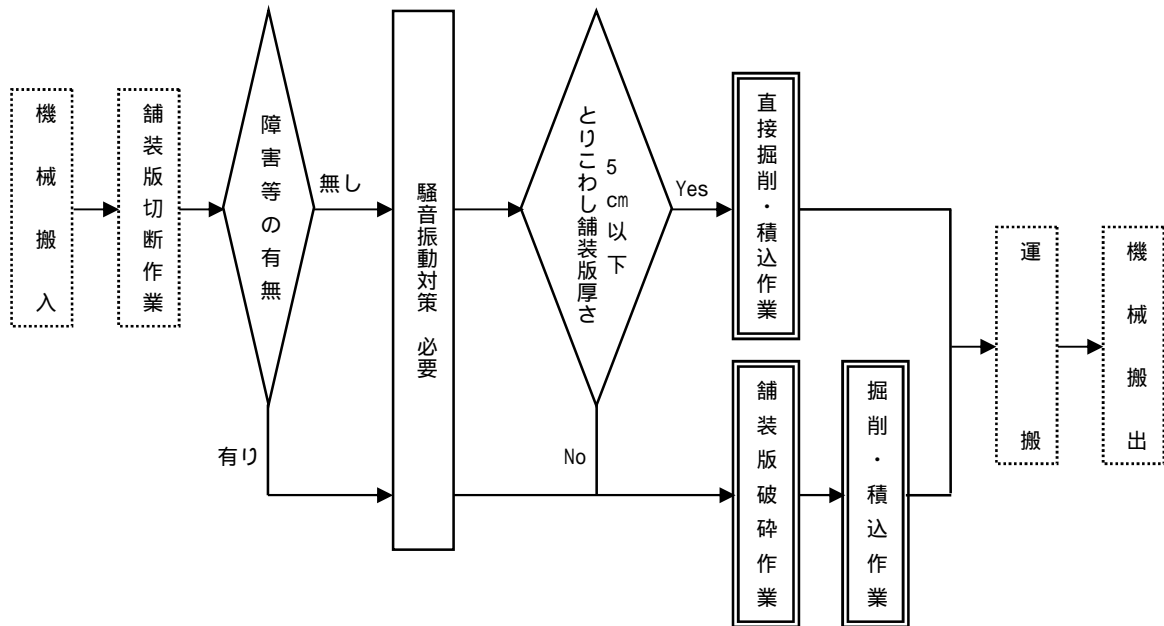 機械搬入
舗装版切断作業
障害等の有無
無し
有り
騒音振動対策 必要
とりこわし舗装版厚さ
5cm以下
Yes
No
直接掘削・積込作業
舗装版破砕作業
掘削・積込作業
運搬
機械搬出